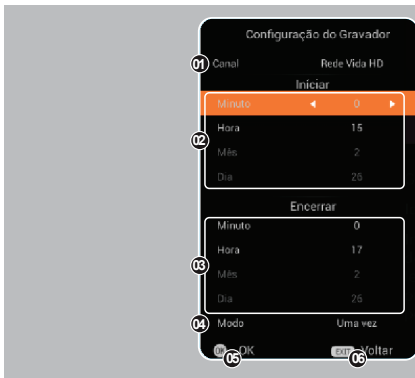 Configuração do Gravador
01 Canal Rede Vida HD
Iniciar
Minuto 0
02 Hora 15
Mês 2
Dia 26
Encerrar
Minuto 0
03 Hora 17
Mês 2
Dia 26
04 Modo Uma vez
OK OK EXIT Voltar
05 06